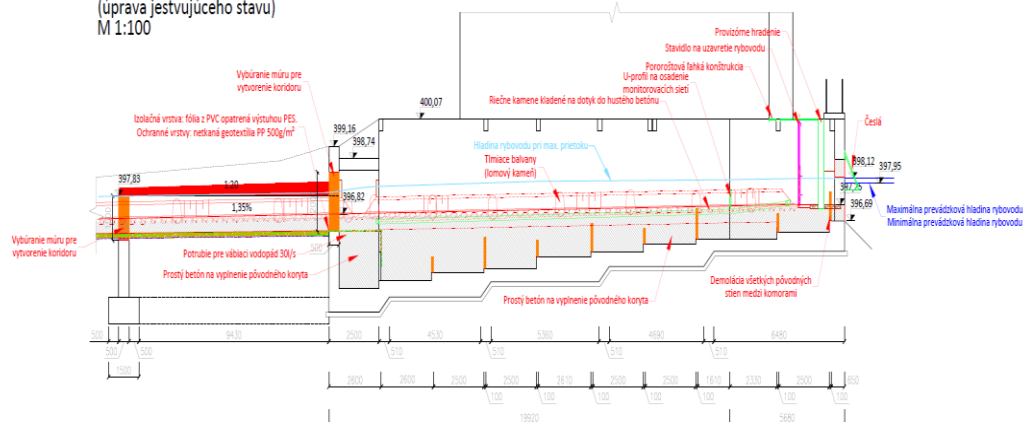 (úprava jestvujúceho stavu)
M 1:100
Provizórne hradenie
Stavidlo na uzavretie rybovodu
Pororoštová ľahká konštrukcia
U-profil na osadenie
monitorovacích sietí
Riečne kamene kladené na dotyk do hustého betónu
Vybúranie múru pre
vytvorenie koridoru
400,07
Izolačná vrstva: fólia z PVC opatrená výstuhou PES.
Ochranné vrstvy: netkaná geotextília PP 500g/m²
399,16
398,74
Česlá
Hladina rybovodu pri max. prietoku
Tlmiace balvany
(lomový kameň)
398,12
397,95
397,83
1:20
396,82
1,35%
396,69
Maximálna prevádzková hladina rybovodu
Minimálna prevádzková hladina rybovodu
Vybúranie múru pre
vytvorenie koridoru
500
Potrubie pre vábiaci vodopád 30l/s
Prostý betón na vyplnenie pôvodného koryta
Demolácia všetkých pôvodných
stien medzi komorami
Prostý betón na vyplnenie pôvodného koryta
500 9430 2500 4530 5360 4690 6480
500 500 510 510 510 510
1500
2600 2600 2500 2500 2610 2500 2500 1610 2330 2500 650
100 100 100 100 100 100 100
19920 5680